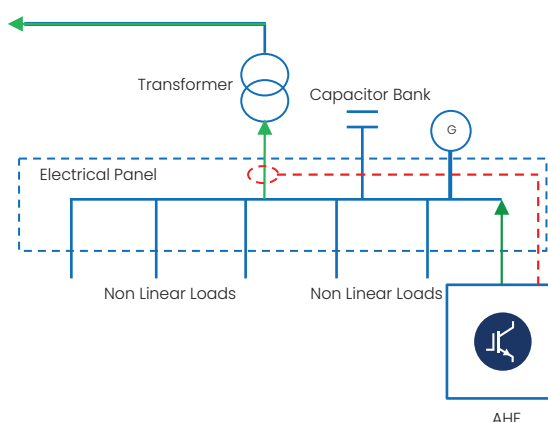 Transformer
Capacitor Bank
G
Electrical Panel
Non Linear Loads
Non Linear Loads
AHF